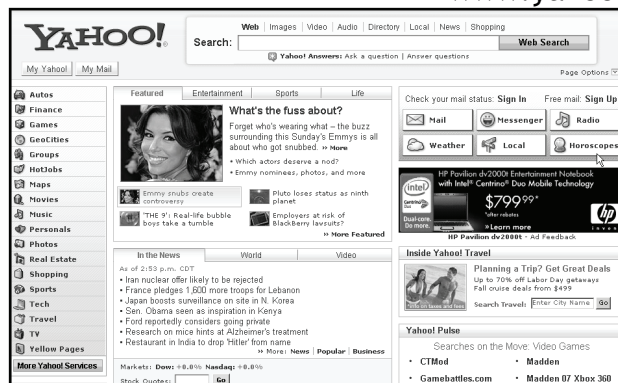 YAHOO!
Web | Images | Video | Audio | Directory | Local | News | Shopping
Search:
Web Search
Yahoo! Answers: Ask a question | Answer questions
My Yahoo!
My Mail
Page Options
Autos
Finance
Games
GeoCities
Groups
HotJobs
Maps
Movies
Music
Personals
Photos
Real Estate
Shopping
Sports
Tech
Travel
TV
Yellow Pages
More Yahoo! Services
Featured
Entertainment
Sports
Life
What's the fuss about?
Forget who's wearing what – the buzz
surrounding this Sunday's Emmys is all
about who got snubbed. » More
• Which actors deserve a nod?
• Emmy nominees, photos, and more
Emmy snubs create
controversy
Pluto loses status as ninth
planet
'THE 9': Real-life bubble
boys take a tumble
Employers at risk of
BlackBerry lawsuits?
» More Featured
In the News
World
Video
As of 2:53 p.m. CDT
• Iran nuclear offer likely to be rejected
• France pledges 1,600 more troops for Lebanon
• Japan boosts surveillance on site in N. Korea
• Sen. Obama seen as inspiration in Kenya
• Ford reportedly considers going private
• Research on mice hints at Alzheimer's treatment
• Restaurant in India to drop 'Hitler' from name
» More: News | Popular | Business
Markets: Dow: +0.0% Nasdaq: +0.0%
Stock Quotes:
Go
Check your mail status: Sign In
Free mail: Sign Up
Mail
Messenger
Radio
Weather
Local
Horoscopes
intel
Centrino Duo
Dual-core.
Do more.
HP Pavilion dv2000t Entertainment Notebook
with Intel® Centrino® Duo Mobile Technology
$799.99*
*after rebates
» Learn more
hp
invent
HP Pavilion dv2000t - Ad Feedback
Inside Yahoo! Travel
Planning a Trip? Get Great Deals
Up to 70% off Labor Day getaways
Fall cruise deals from $499
Search Travel:
Enter City Name
Go
*info on taxes and fees
Yahoo! Pulse
Searches on the Move: Video Games
• CTMod
• Madden
• Gamebattles.com
• Madden 07 Xbox 360